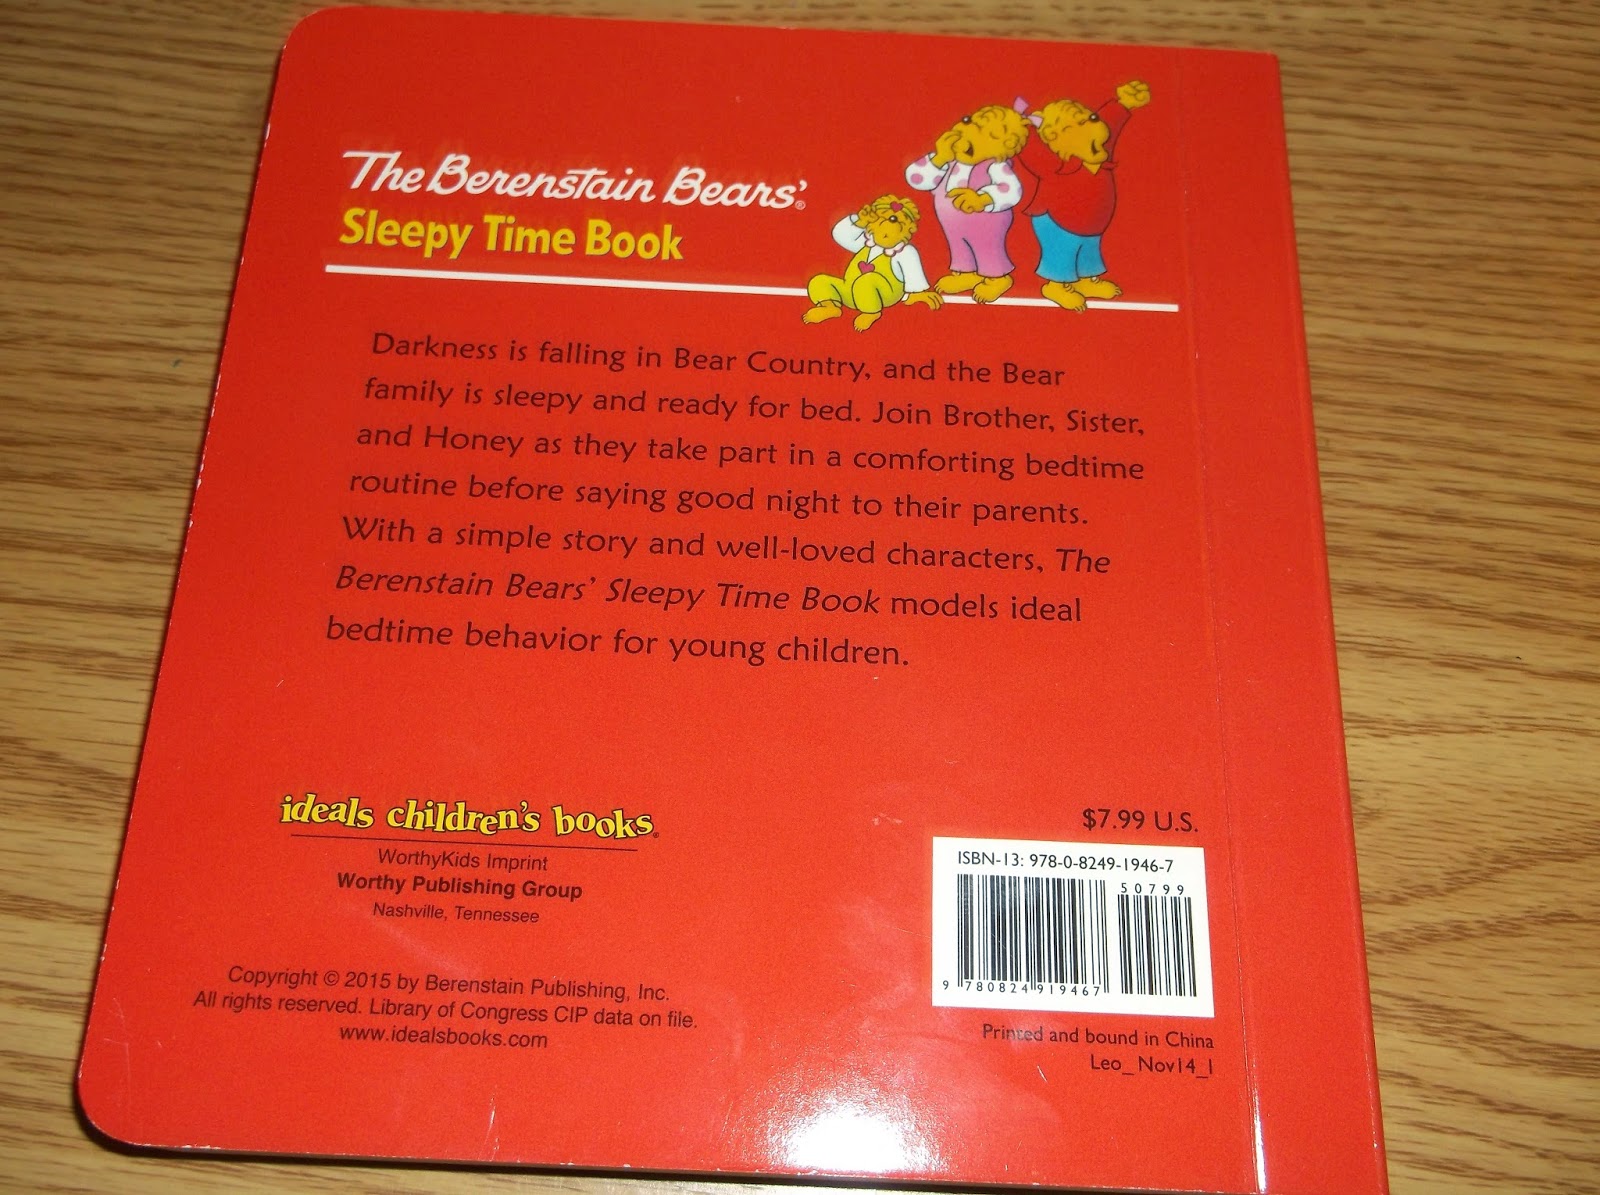 The Berenstain Bears'®
Sleepy Time Book
Darkness is falling in Bear Country, and the Bear
family is sleepy and ready for bed. Join Brother, Sister,
and Honey as they take part in a comforting bedtime
routine before saying good night to their parents.
With a simple story and well-loved characters, The
Berenstain Bears' Sleepy Time Book models ideal
bedtime behavior for young children.
ideals children's books®
WorthyKids Imprint
Worthy Publishing Group
Nashville, Tennessee
Copyright © 2015 by Berenstain Publishing, Inc.
All rights reserved. Library of Congress CIP data on file.
www.idealsbooks.com
$7.99 U.S.
ISBN-13: 978-0-8249-1946-7
50799
9 780824 919467
Printed and bound in China
Leo_Nov14_1